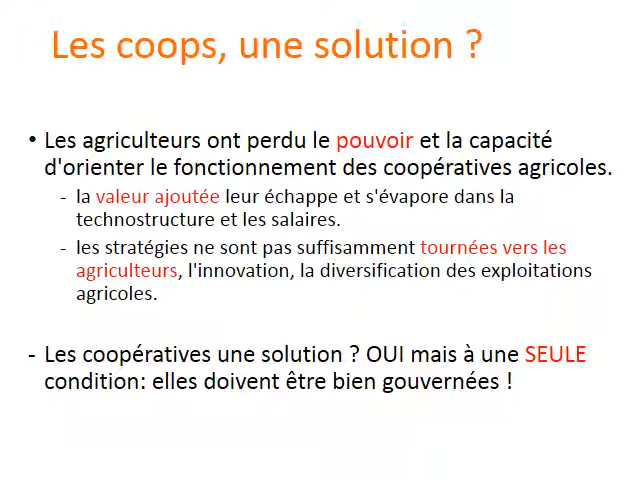 Les coops, une solution ?
• Les agriculteurs ont perdu le pouvoir et la capacité
d'orienter le fonctionnement des coopératives agricoles.
- la valeur ajoutée leur échappe et s'évapore dans la
technostructure et les salaires.
- les stratégies ne sont pas suffisamment tournées vers les
agriculteurs, l'innovation, la diversification des exploitations
agricoles.
- Les coopératives une solution ? OUI mais à une SEULE
condition: elles doivent être bien gouvernées !